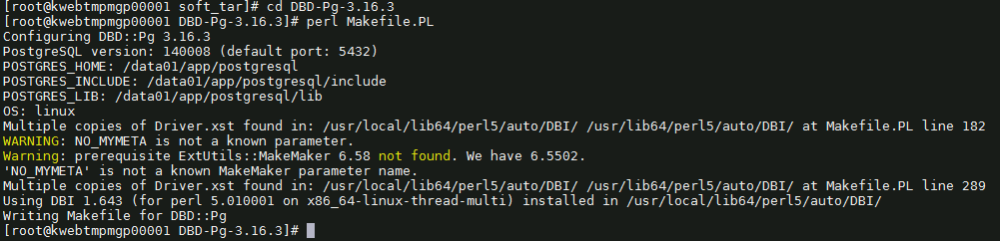 [root@kwebtmpmgp00001 soft_tar]# cd DBD-Pg-3.16.3
[root@kwebtmpmgp00001 DBD-Pg-3.16.3]# perl Makefile.PL
Configuring DBD::Pg 3.16.3
PostgreSQL version: 140008 (default port: 5432)
POSTGRES_HOME: /data01/app/postgresql
POSTGRES_INCLUDE: /data01/app/postgresql/include
POSTGRES_LIB: /data01/app/postgresql/lib
OS: linux
Multiple copies of Driver.xst found in: /usr/local/lib64/perl5/auto/DBI/ /usr/lib64/perl5/auto/DBI/ at Makefile.PL line 182
WARNING: NO_MYMETA is not a known parameter.
Warning: prerequisite ExtUtils::MakeMaker 6.58 not found. We have 6.5502.
'NO_MYMETA' is not a known MakeMaker parameter name.
Multiple copies of Driver.xst found in: /usr/local/lib64/perl5/auto/DBI/ /usr/lib64/perl5/auto/DBI/ at Makefile.PL line 289
Using DBI 1.643 (for perl 5.010001 on x86_64-linux-thread-multi) installed in /usr/local/lib64/perl5/auto/DBI/
Writing Makefile for DBD::Pg
[root@kwebtmpmgp00001 DBD-Pg-3.16.3]#